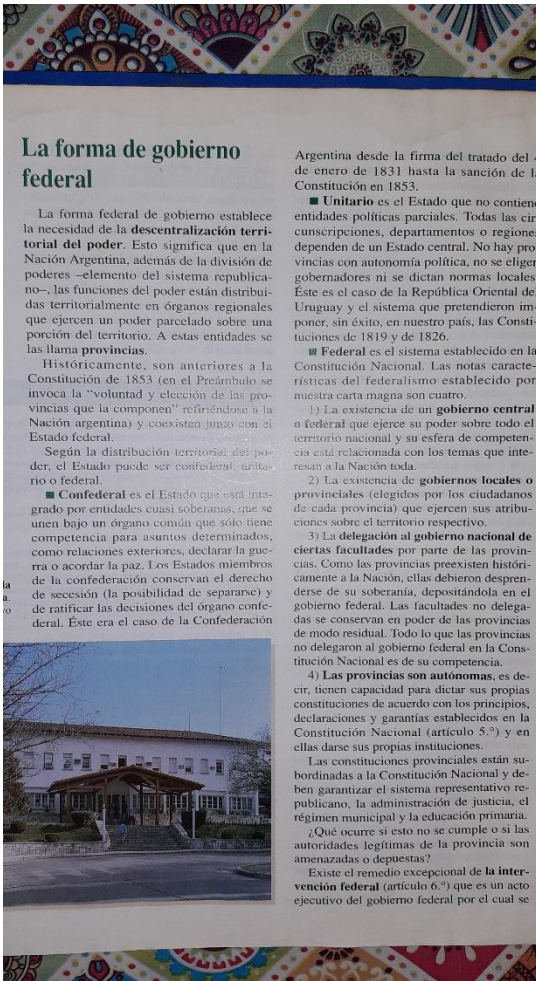 La forma de gobierno
federal
La forma federal de gobierno establece
la necesidad de la descentralización terri-
torial del poder. Esto significa que en la
Nación Argentina, además de la división de
poderes –elemento del sistema republica-
no–, las funciones del poder están distribui-
das territorialmente en órganos regionales
que ejercen un poder parcelado sobre una
porción del territorio. A estas entidades se
las llama provincias.
Históricamente, son anteriores a la
Constitución de 1853 (en el Preámbulo se
invoca la "voluntad y elección de las pro-
vincias que la componen" refiriéndose a la
Nación argentina) y coexisten junto con el
Estado federal.
Según la distribución territorial del po-
der, el Estado puede ser confederal, unita-
rio o federal.
■ Confederal es el Estado que está inte-
grado por entidades cuasi soberanas, que se
unen bajo un órgano común que sólo tiene
competencia para asuntos determinados,
como relaciones exteriores, declarar la gue-
rra o acordar la paz. Los Estados miembros
de la confederación conservan el derecho
de secesión (la posibilidad de separarse) y
de ratificar las decisiones del órgano confe-
deral. Éste era el caso de la Confederación
Argentina desde la firma del tratado del
de enero de 1831 hasta la sanción de
Constitución en 1853.
■ Unitario es el Estado que no contien
entidades políticas parciales. Todas las cir
cunscripciones, departamentos o regione
dependen de un Estado central. No hay pro
vincias con autonomía política, no se elige
gobernadores ni se dictan normas locales
Éste es el caso de la República Oriental de
Uruguay y el sistema que pretendieron im
poner, sin éxito, en nuestro país, las Consti
tuciones de 1819 y de 1826.
■ Federal es el sistema establecido en la
Constitución Nacional. Las notas caracte-
rísticas del federalismo establecido por
nuestra carta magna son cuatro.
1) La existencia de un gobierno central
o federal que ejerce su poder sobre todo el
territorio nacional y su esfera de competen-
cia está relacionada con los temas que inte-
resan a la Nación toda.
2) La existencia de gobiernos locales o
provinciales (elegidos por los ciudadanos
de cada provincia) que ejercen sus atribu-
ciones sobre el territorio respectivo.
3) La delegación al gobierno nacional de
ciertas facultades por parte de las provin-
cias. Como las provincias preexisten históri-
camente a la Nación, ellas debieron despren-
derse de su soberanía, depositándola en el
gobierno federal. Las facultades no delega-
das se conservan en poder de las provincias
de modo residual. Todo lo que las provincias
no delegaron al gobierno federal en la Cons-
titución Nacional es de su competencia.
4) Las provincias son autónomas, es de-
cir, tienen capacidad para dictar sus propias
constituciones de acuerdo con los principios,
declaraciones y garantías establecidos en la
Constitución Nacional (artículo 5.°) y en
ellas darse sus propias instituciones.
Las constituciones provinciales están su-
bordinadas a la Constitución Nacional y de-
ben garantizar el sistema representativo re-
publicano, la administración de justicia, el
régimen municipal y la educación primaria.
¿Qué ocurre si esto no se cumple o si las
autoridades legítimas de la provincia son
amenazadas o depuestas?
Existe el remedio excepcional de la inter-
vención federal (artículo 6.°) que es un acto
ejecutivo del gobierno federal por el cual se